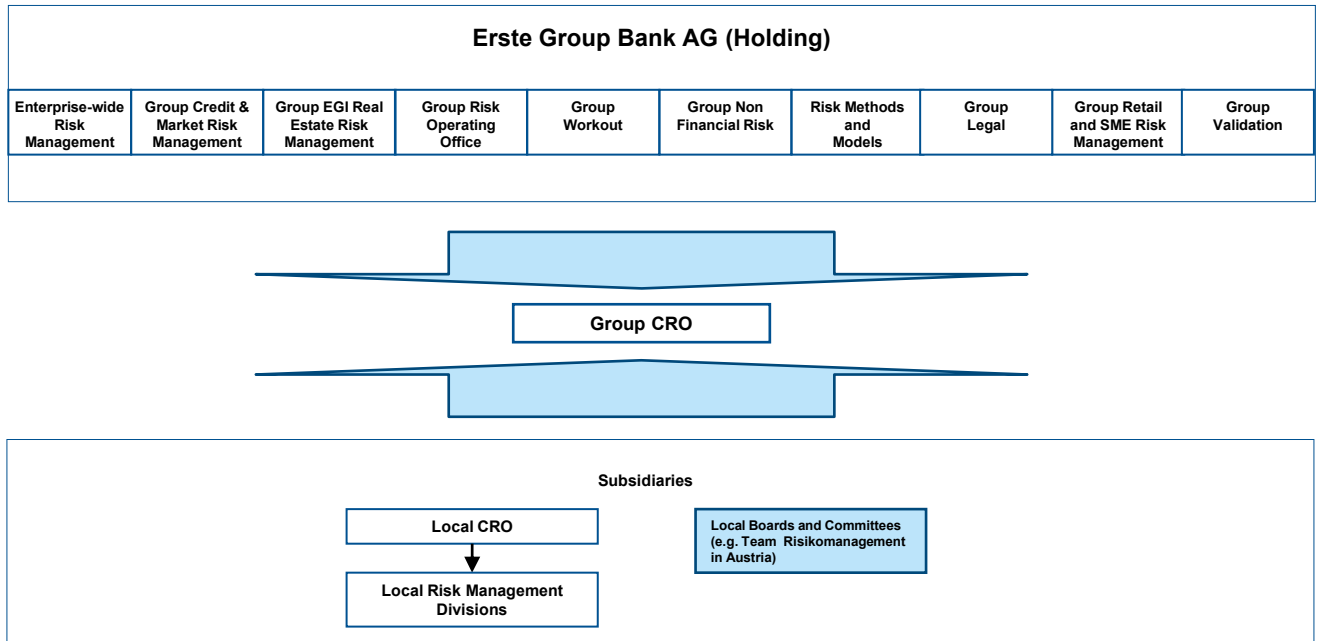 Erste Group Bank AG (Holding)
Enterprise-wide
Risk
Management
Group Credit &
Market Risk
Management
Group EGI Real
Estate Risk
Management
Group Risk
Operating
Office
Group
Workout
Group Non
Financial Risk
Risk Methods
and
Models
Group
Legal
Group Retail
and SME Risk
Management
Group
Validation
Group CRO
Subsidiaries
Local CRO
Local Risk Management
Divisions
Local Boards and Committees
(e.g. Team Risikomanagement
in Austria)